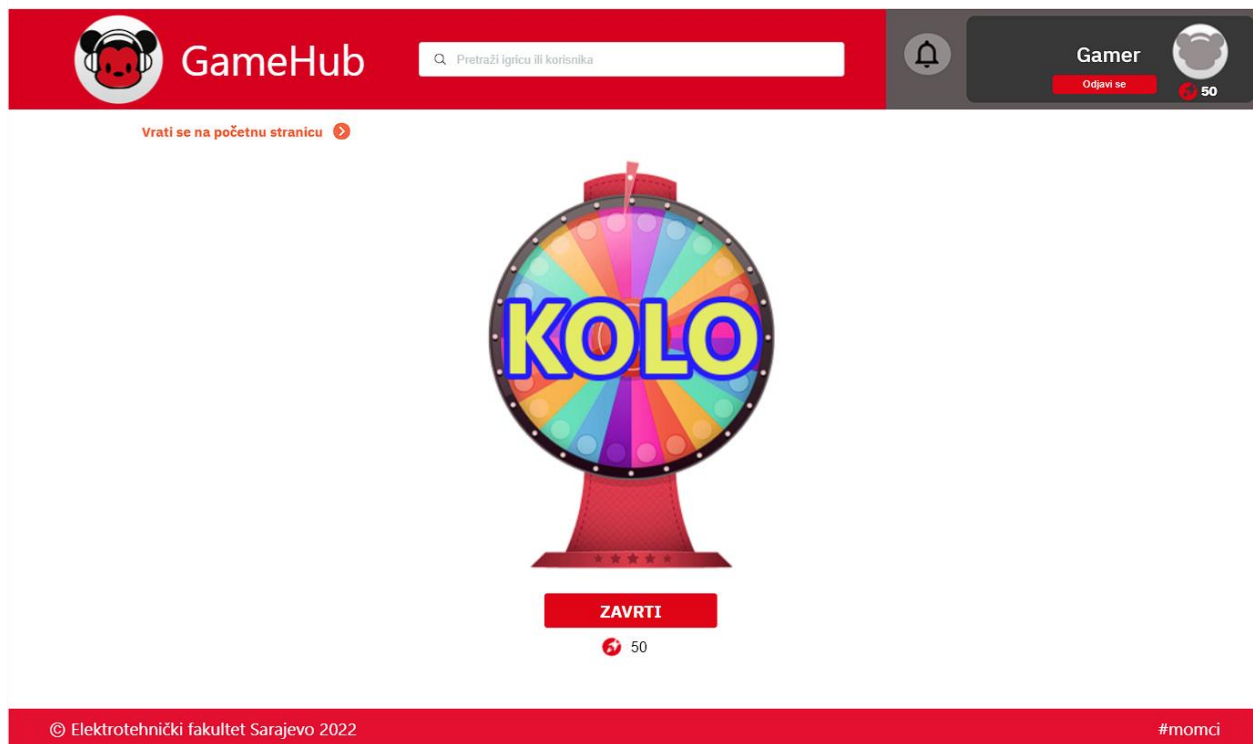 GameHub
Pretraži igricu ili korisnika
Gamer
Odjavi se
50
Vrati se na početnu stranicu
KOLO
ZAVRTI
50
© Elektrotehnički fakultet Sarajevo 2022
#momci